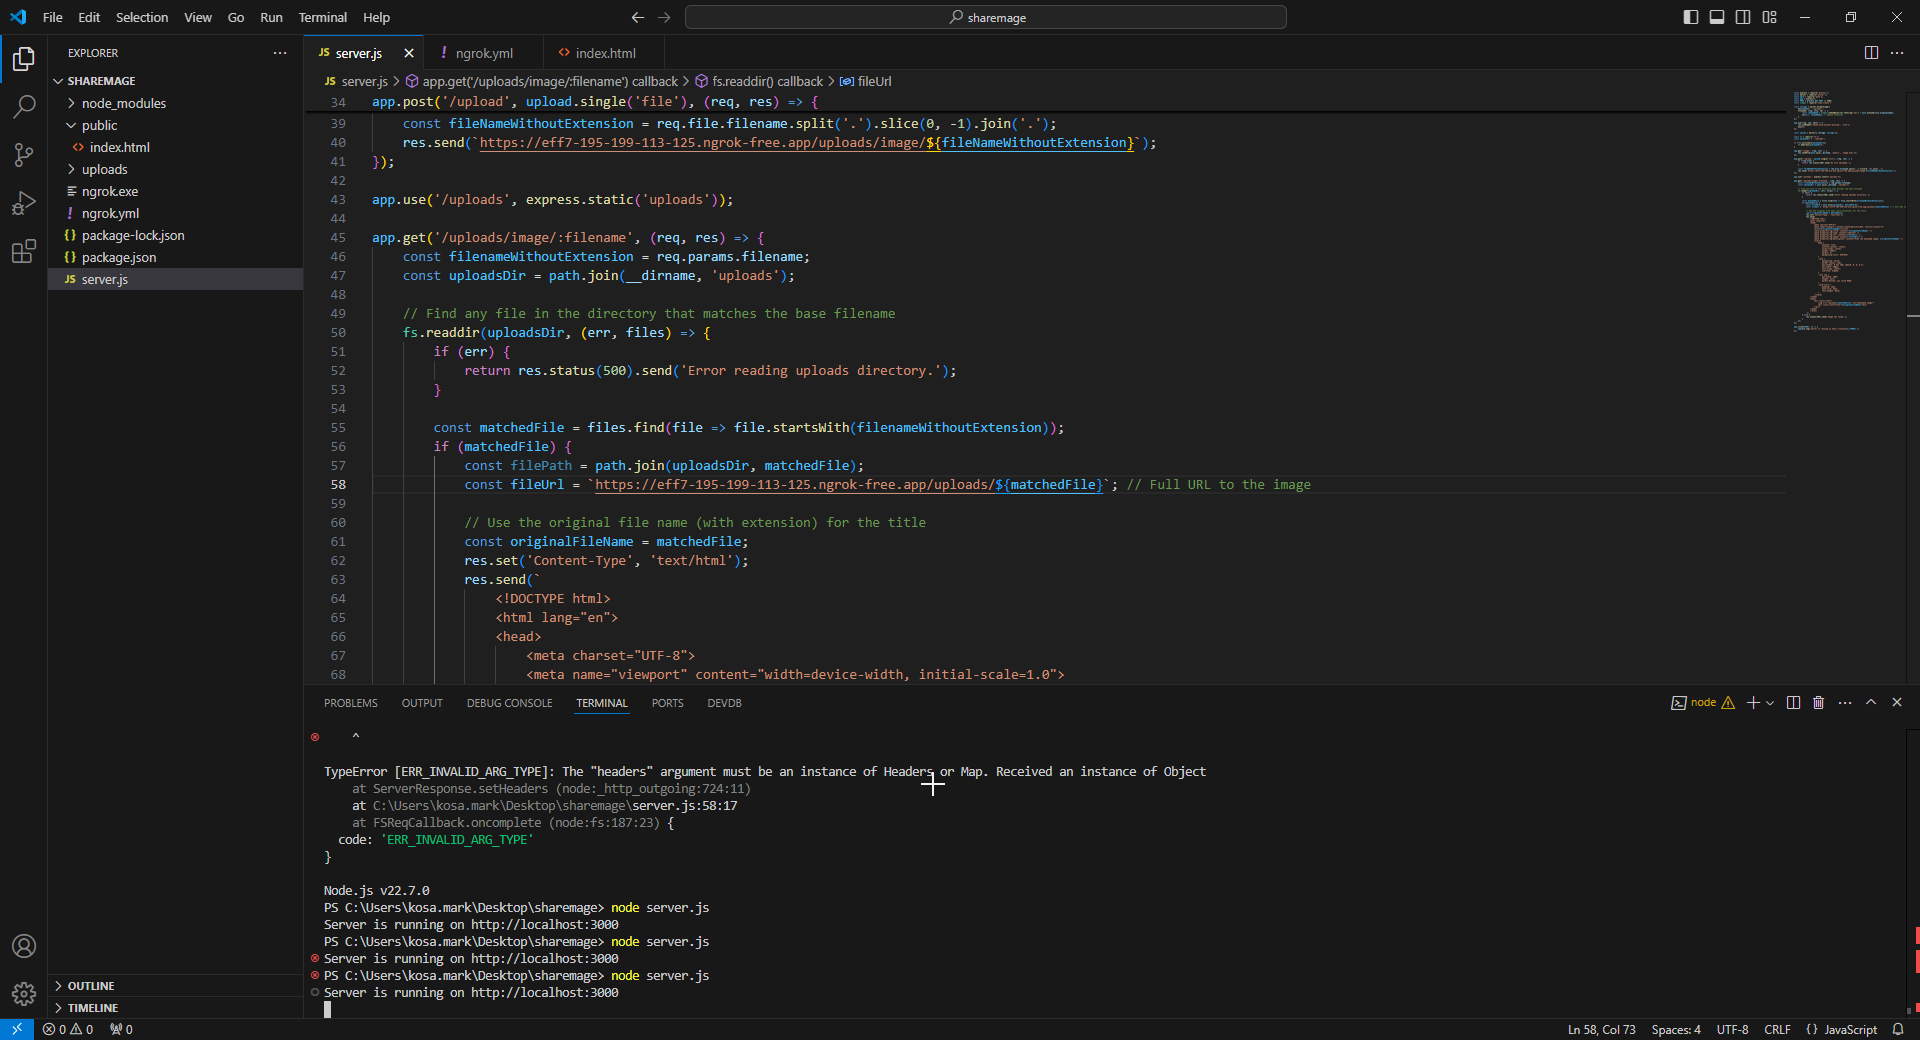 File Edit Selection View Go Run Terminal Help
sharemage
EXPLORER
SHAREMAGE
node_modules
public
index.html
uploads
ngrok.exe
ngrok.yml
package-lock.json
package.json
JS server.js
OUTLINE
TIMELINE
JS server.js
ngrok.yml
index.html
JS server.js > app.get('/uploads/image/:filename') callback > fs.readdir() callback > fileUrl
34 app.post('/upload', upload.single('file'), (req, res) => {
39 const fileNameWithoutExtension = req.file.filename.split('.').slice(0, -1).join('.');
40 res.send(`https://eff7-195-199-113-125.ngrok-free.app/uploads/image/${fileNameWithoutExtension}`);
41 });
42
43 app.use('/uploads', express.static('uploads'));
44
45 app.get('/uploads/image/:filename', (req, res) => {
46 const filenameWithoutExtension = req.params.filename;
47 const uploadsDir = path.join(__dirname, 'uploads');
48
49 // Find any file in the directory that matches the base filename
50 fs.readdir(uploadsDir, (err, files) => {
51 if (err) {
52 return res.status(500).send('Error reading uploads directory.');
53 }
54
55 const matchedFile = files.find(file => file.startsWith(filenameWithoutExtension));
56 if (matchedFile) {
57 const filePath = path.join(uploadsDir, matchedFile);
58 const fileUrl = `https://eff7-195-199-113-125.ngrok-free.app/uploads/${matchedFile}`; // Full URL to the image
59
60 // Use the original file name (with extension) for the title
61 const originalFileName = matchedFile;
62 res.set('Content-Type', 'text/html');
63 res.send(`
64 <!DOCTYPE html>
65 <html lang="en">
66 <head>
67 <meta charset="UTF-8">
68 <meta name="viewport" content="width=device-width, initial-scale=1.0">
PROBLEMS OUTPUT DEBUG CONSOLE TERMINAL PORTS DEVDB
node
^
TypeError [ERR_INVALID_ARG_TYPE]: The "headers" argument must be an instance of Headers or Map. Received an instance of Object
at ServerResponse.setHeaders (node:_http_outgoing:724:11)
at C:\Users\kosa.mark\Desktop\sharemage\server.js:58:17
at FSReqCallback.oncomplete (node:fs:187:23) {
code: 'ERR_INVALID_ARG_TYPE'
}
Node.js v22.7.0
PS C:\Users\kosa.mark\Desktop\sharemage> node server.js
Server is running on http://localhost:3000
PS C:\Users\kosa.mark\Desktop\sharemage> node server.js
Server is running on http://localhost:3000
PS C:\Users\kosa.mark\Desktop\sharemage> node server.js
Server is running on http://localhost:3000
0 0 0
Ln 58, Col 73 Spaces: 4 UTF-8 CRLF {} JavaScript